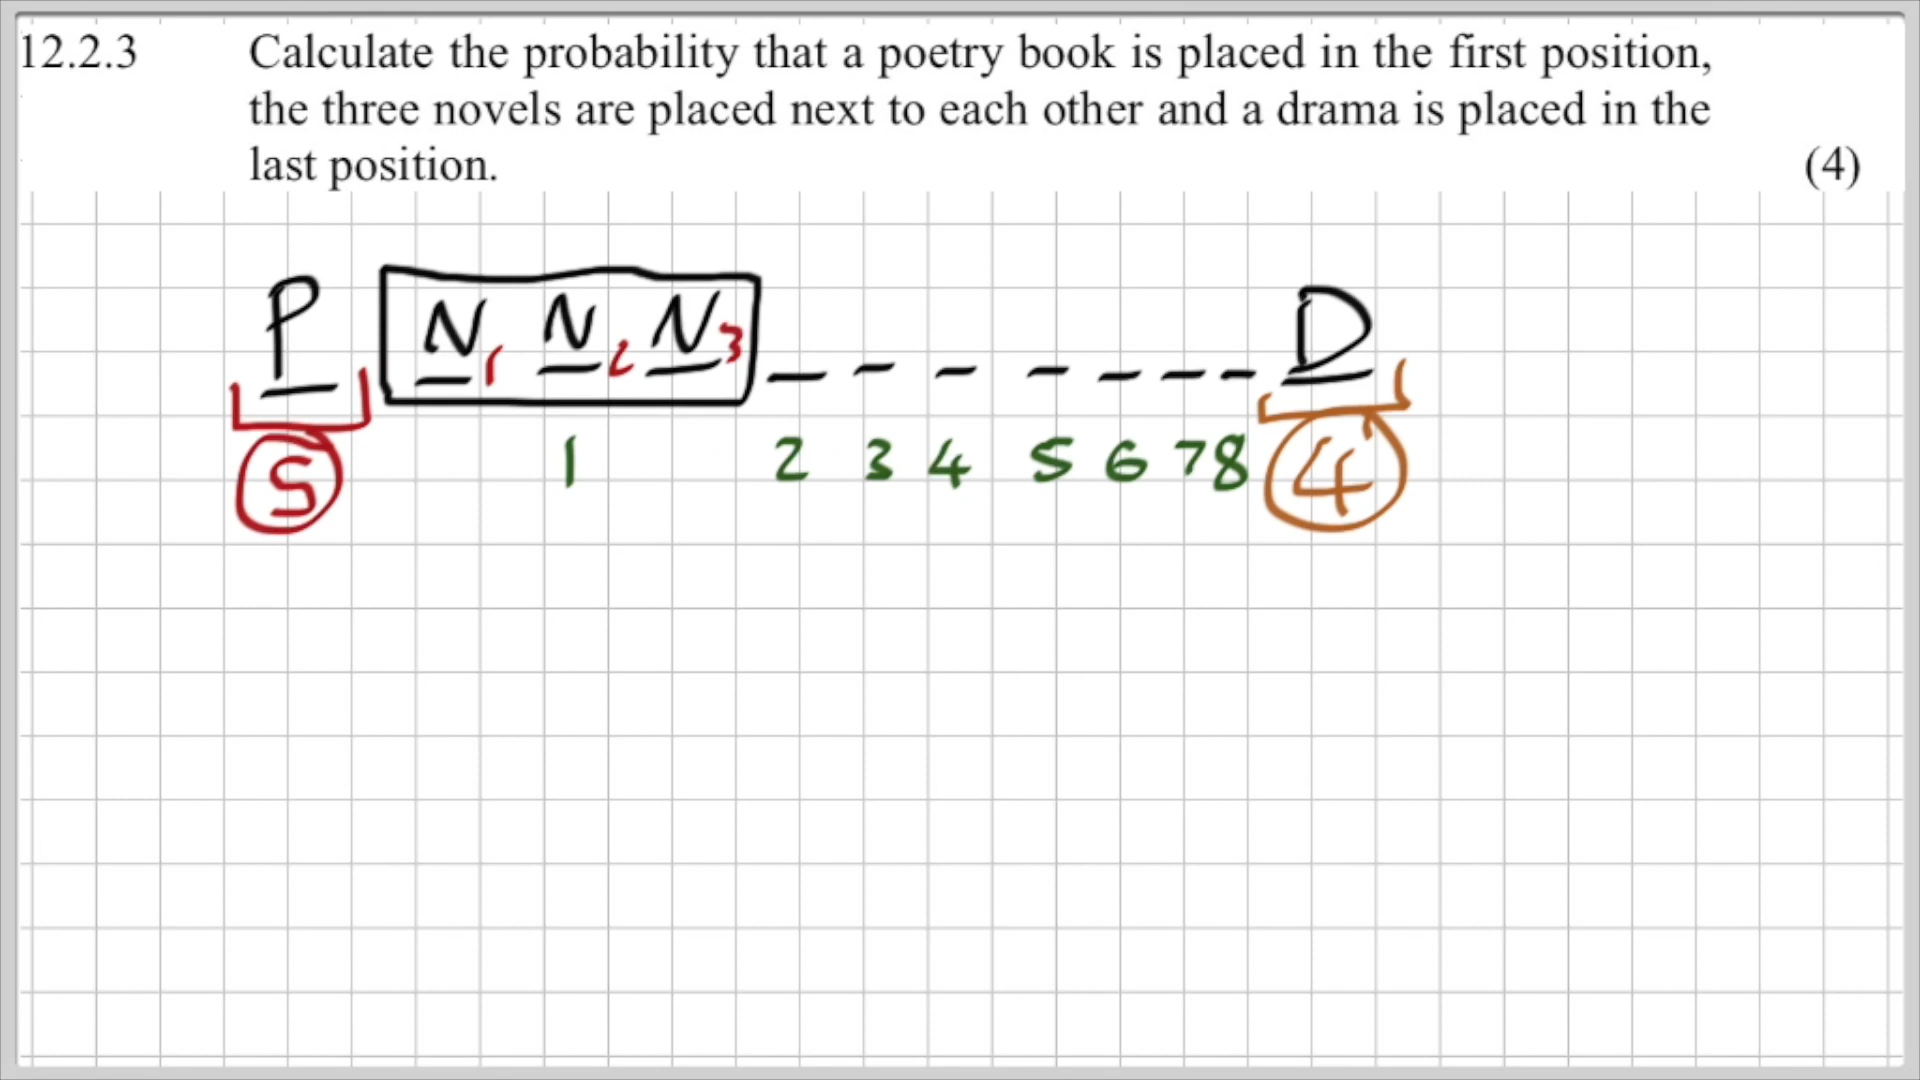 12.2.3 Calculate the probability that a poetry book is placed in the first position,
the three novels are placed next to each other and a drama is placed in the
last position. (4)
P N1 N2 N3 _ _ _ _ _ _ _ D
5 1 2 3 4 5 6 7 8 4